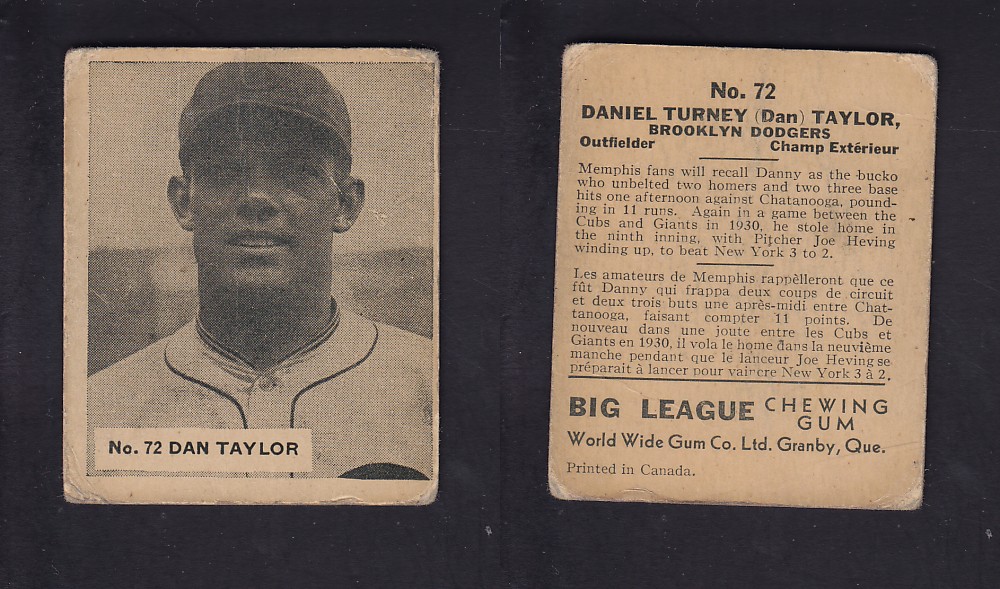 No. 72 DAN TAYLOR
No. 72
DANIEL TURNEY (Dan) TAYLOR,
BROOKLYN DODGERS
Outfielder Champ Extérieur
Memphis fans will recall Danny as the bucko
who unbelted two homers and two three base
hits one afternoon against Chatanooga, pound-
ing in 11 runs. Again in a game between the
Cubs and Giants in 1930, he stole home in
the ninth inning, with Pitcher Joe Heving
winding up, to beat New York 3 to 2.
Les amateurs de Memphis rappèlleront que ce
fût Danny qui frappa deux coups de circuit
et deux trois buts une après-midi entre Chat-
tanooga, faisant compter 11 points. De
nouveau dans une joute entre les Cubs et
Giants en 1930, il vola le home dans la neuvième
manche pendant que le lanceur Joe Heving se
préparait à lancer pour vaincre New York 3 à 2.
BIG LEAGUE CHEWING GUM
World Wide Gum Co. Ltd. Granby, Que.
Printed in Canada.